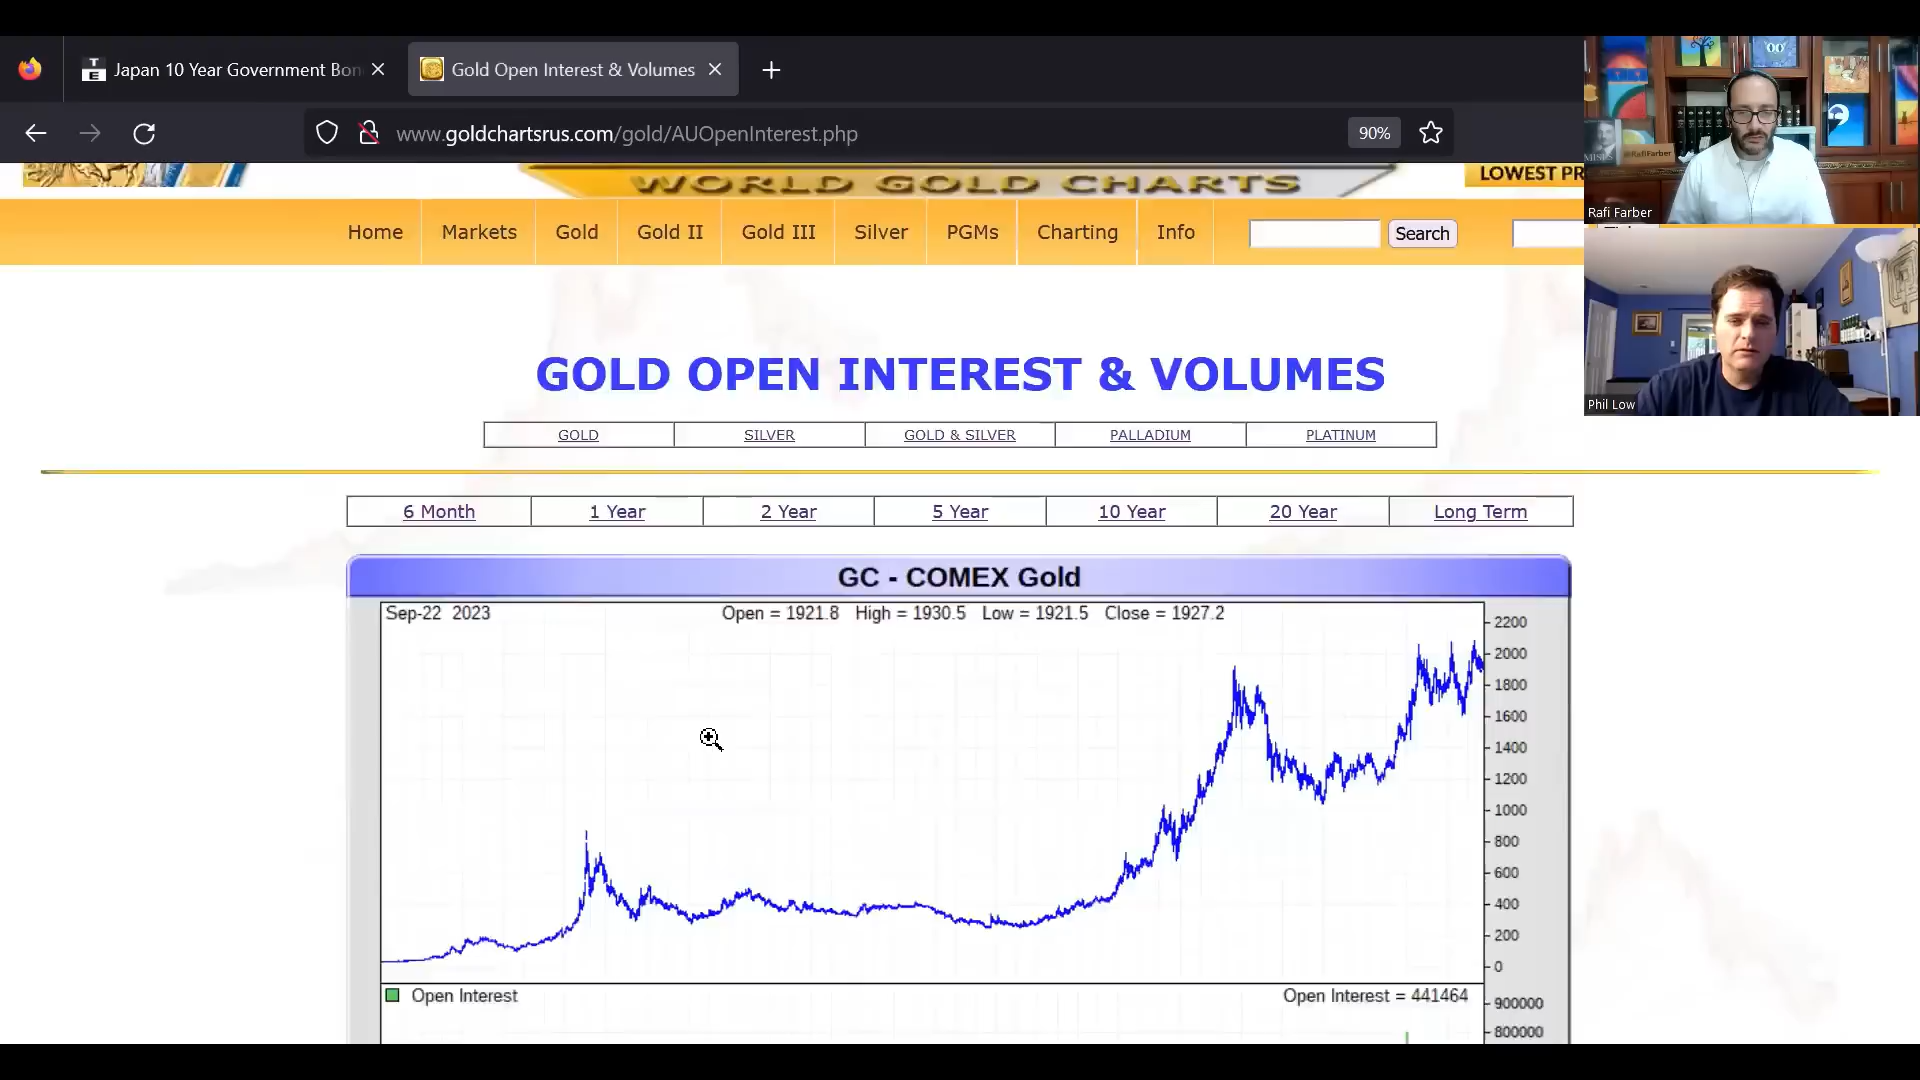 Japan 10 Year Government Bon
Gold Open Interest & Volumes
www.goldchartsrus.com/gold/AUOpenInterest.php
90%
WORLD GOLD CHARTS
LOWEST PR
Home
Markets
Gold
Gold II
Gold III
Silver
PGMs
Charting
Info
Search
GOLD OPEN INTEREST & VOLUMES
GOLD
SILVER
GOLD & SILVER
PALLADIUM
PLATINUM
6 Month
1 Year
2 Year
5 Year
10 Year
20 Year
Long Term
GC - COMEX Gold
Sep-22 2023
Open = 1921.8 High = 1930.5 Low = 1921.5 Close = 1927.2
2200
2000
1800
1600
1400
1200
1000
800
600
400
200
0
Open Interest
Open Interest = 441464
900000
800000
@RafiFarber
Rafi Farber
Phil Low